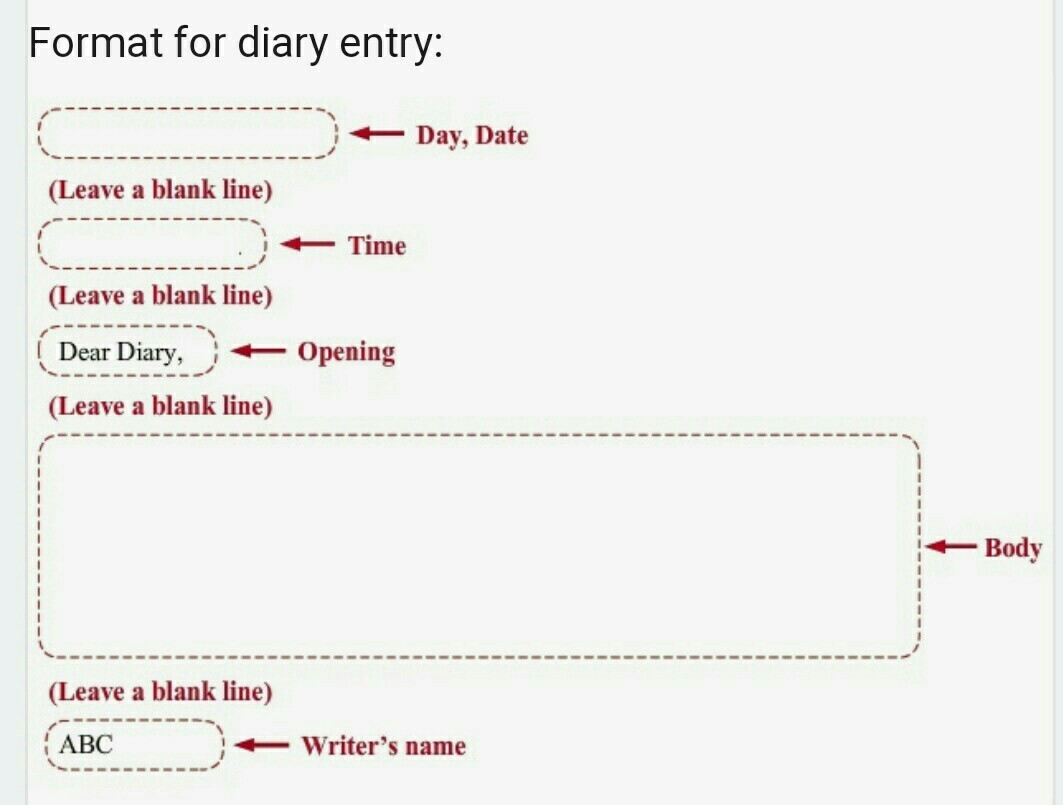 Format for diary entry:
Day, Date
(Leave a blank line)
Time
(Leave a blank line)
Dear Diary, Opening
(Leave a blank line)
Body
(Leave a blank line)
ABC Writer’s name